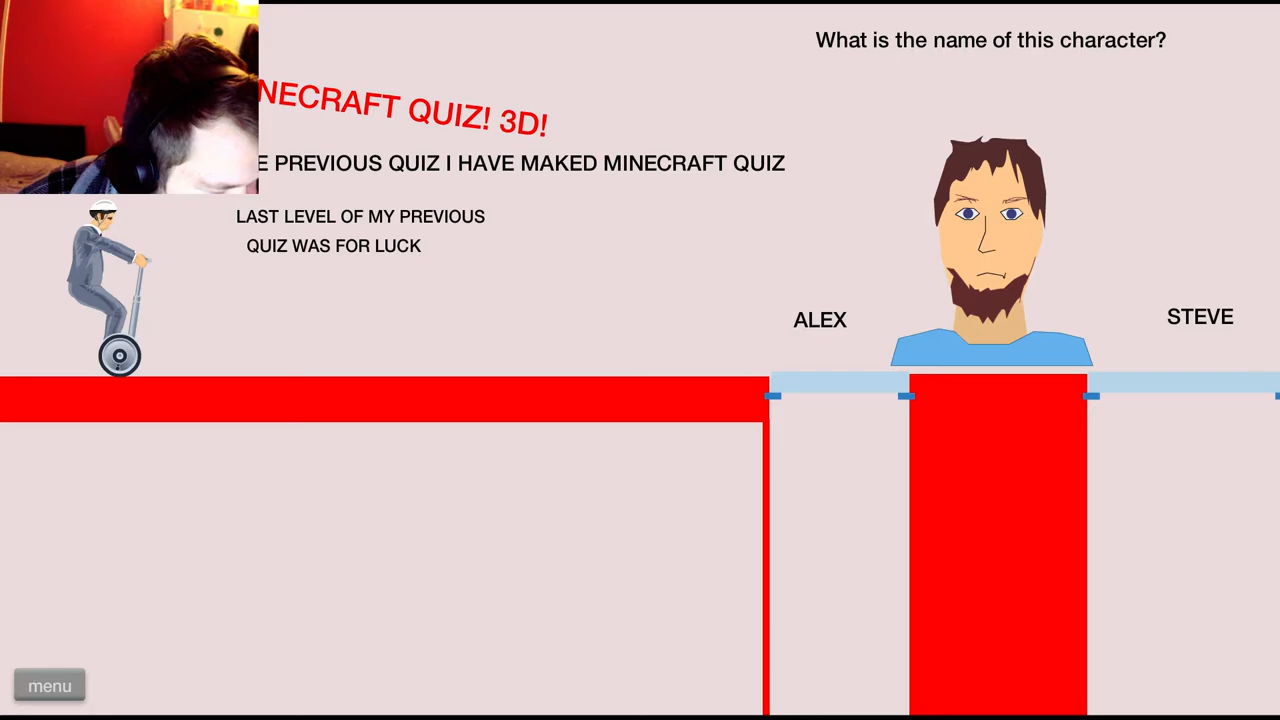 What is the name of this character?
NECRAFT QUIZ! 3D!
E PREVIOUS QUIZ I HAVE MAKED MINECRAFT QUIZ
LAST LEVEL OF MY PREVIOUS
QUIZ WAS FOR LUCK
ALEX
STEVE
menu